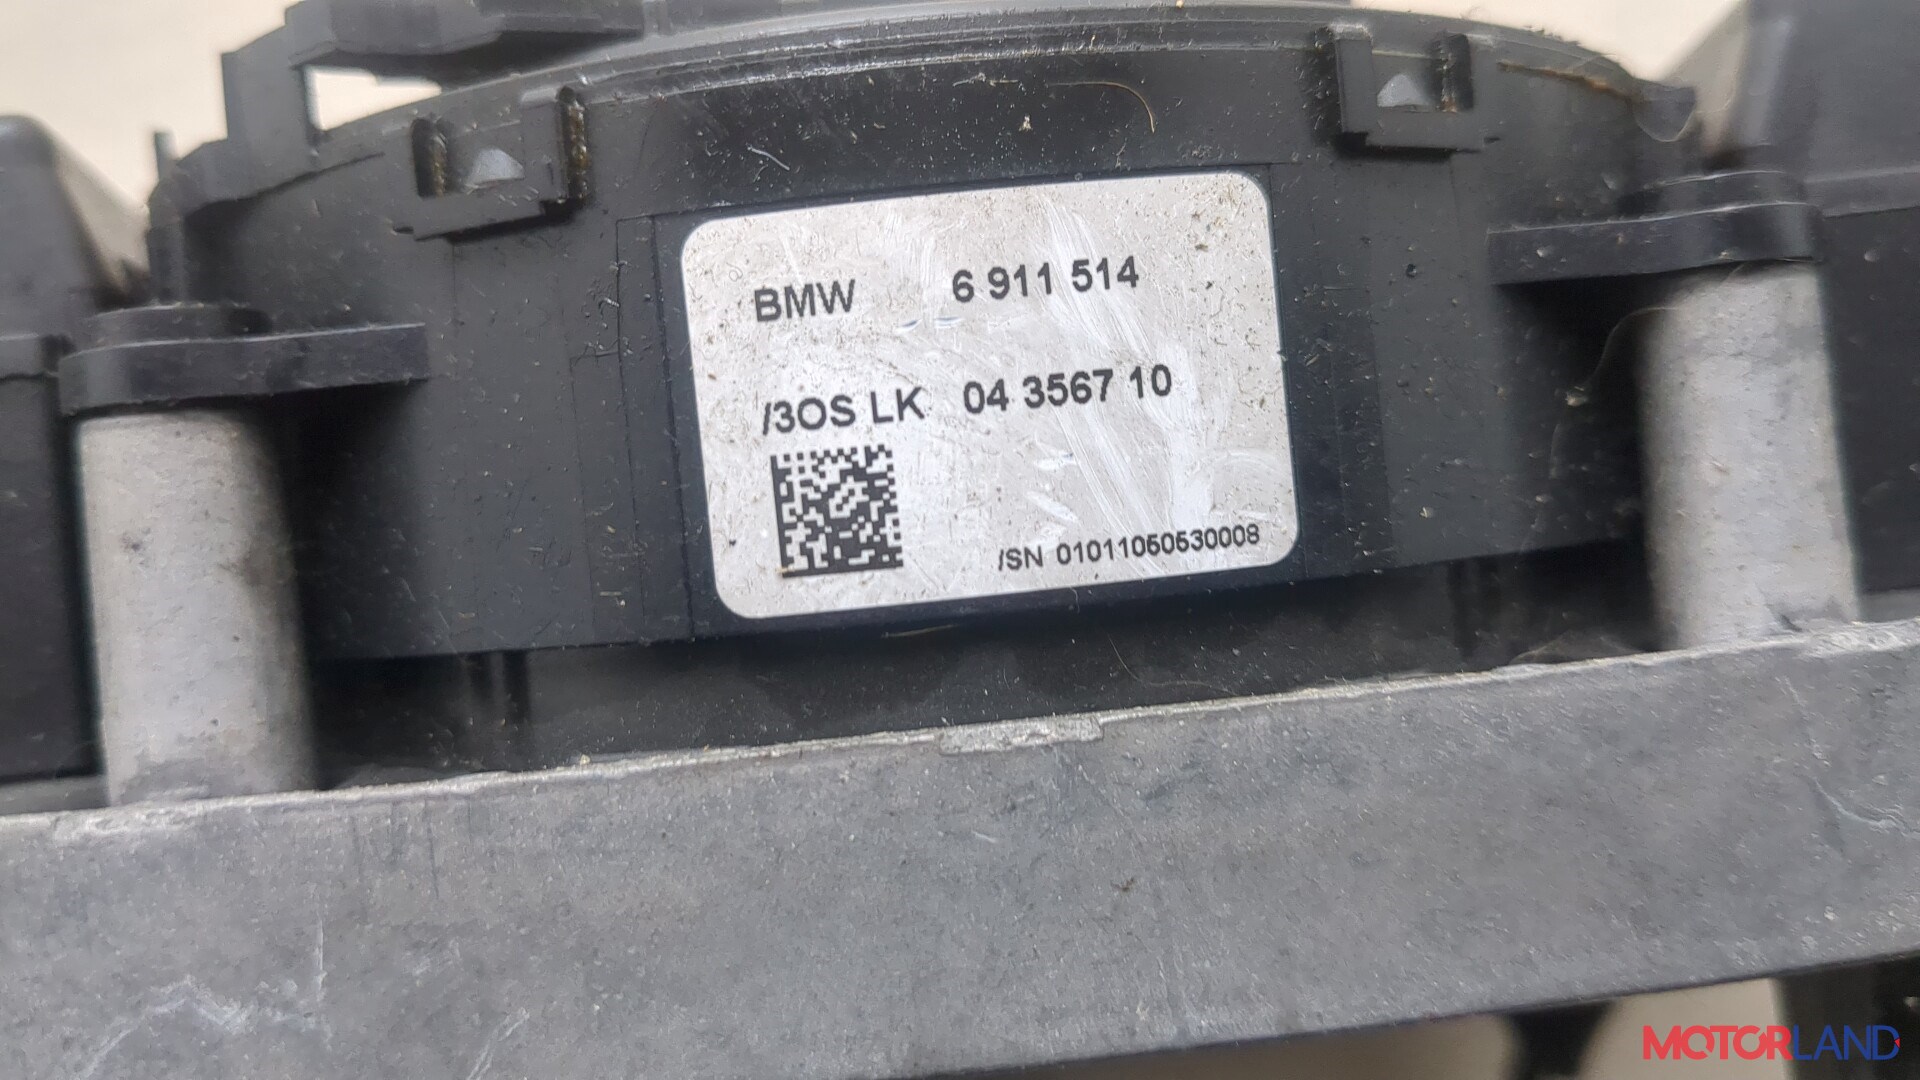 BMW 6 911 514
/3OS LK 04 3567 10
/SN 01011050530008
MOTORLAND